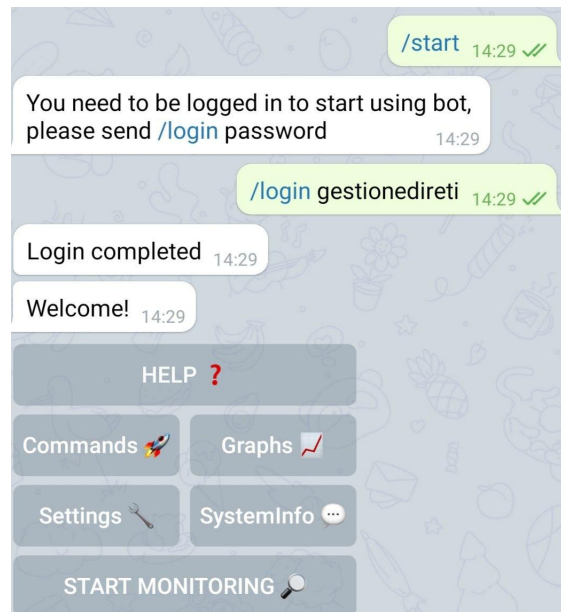 /start 14:29
You need to be logged in to start using bot,
please send /login password 14:29
/login gestionedireti 14:29
Login completed 14:29
Welcome! 14:29
HELP ❓
Commands 🚀 Graphs 📈
Settings 🔧 SystemInfo 💬
START MONITORING 🔎